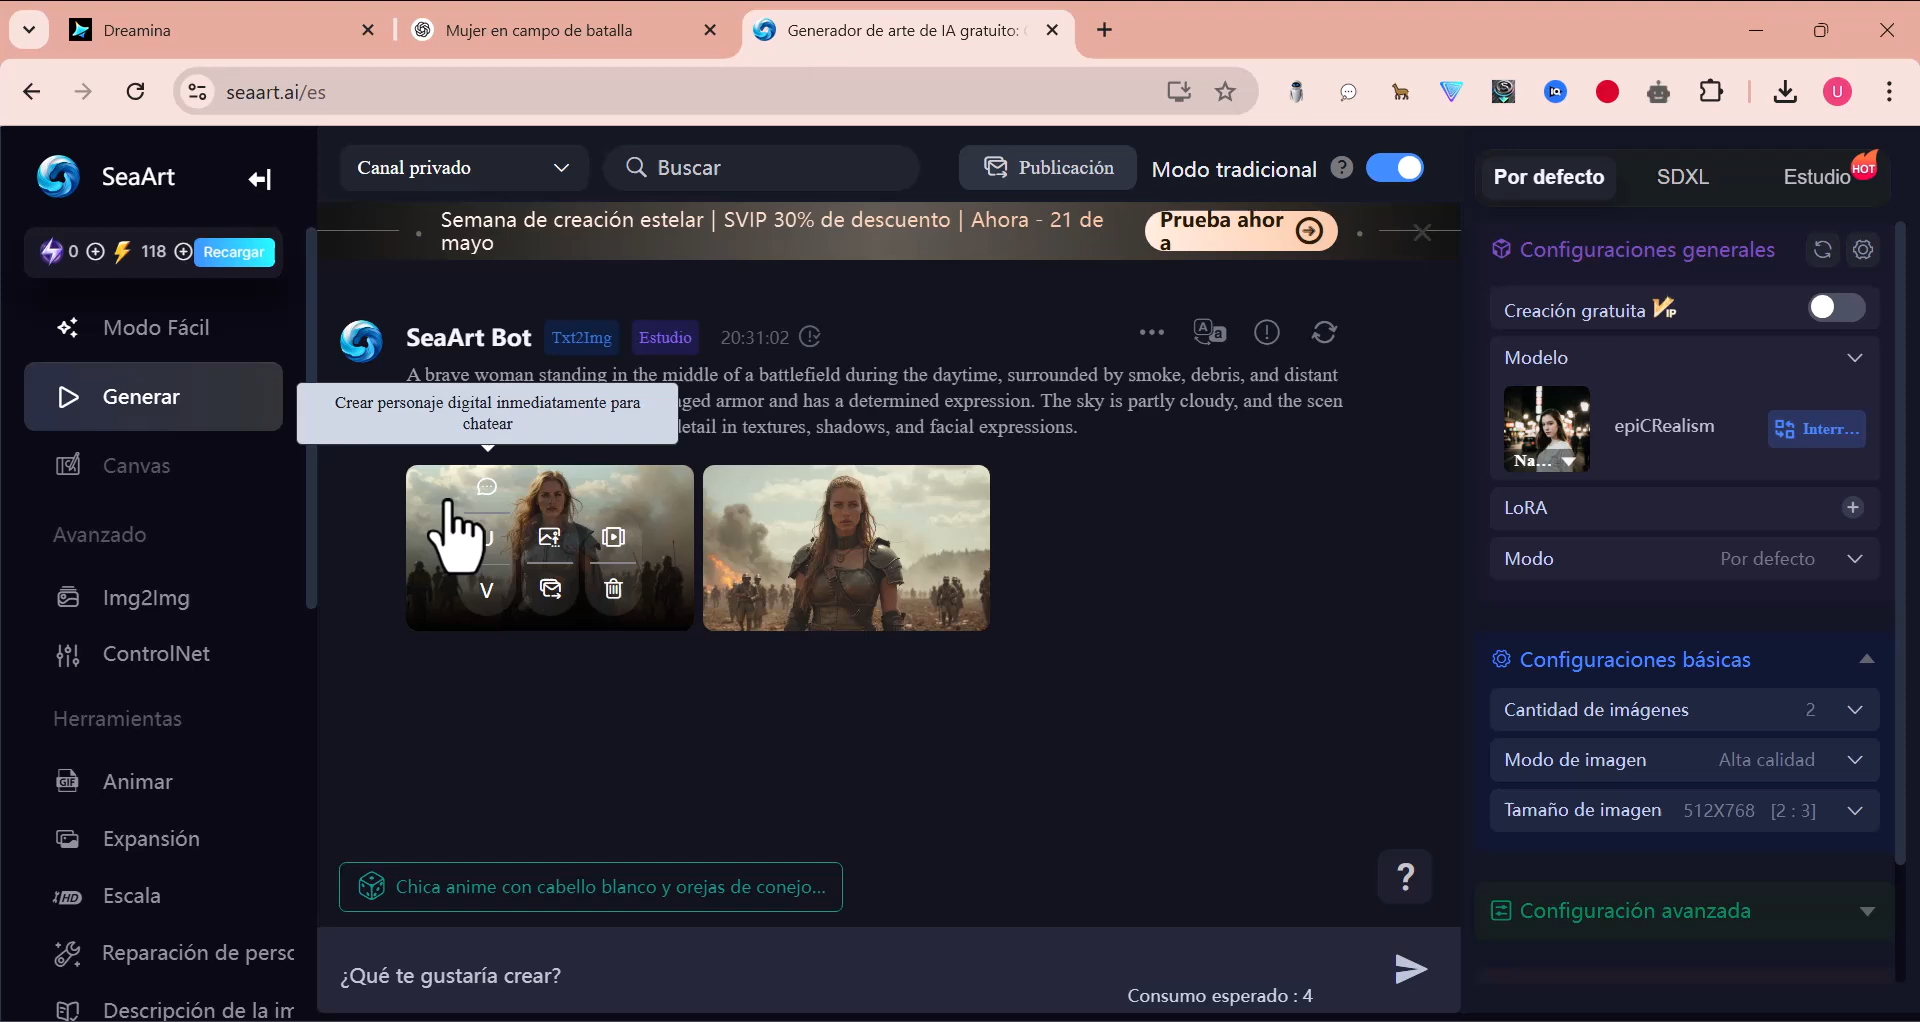 Dreamina
Mujer en campo de batalla
Generador de arte de IA gratuito:
seaart.ai/es
U
SeaArt
0
118
Recargar
Modo Fácil
Generar
Canvas
Avanzado
Img2Img
ControlNet
Herramientas
Animar
Expansión
Escala
Reparación de persc
Descripción de la im
Canal privado
Buscar
Publicación
Modo tradicional
?
Semana de creación estelar | SVIP 30% de descuento | Ahora - 21 de
mayo
Prueba ahor
a
SeaArt Bot
Txt2Img
Estudio
20:31:02
A brave woman standing in the middle of a battlefield during the daytime, surrounded by smoke, debris, and distant
ged armor and has a determined expression. The sky is partly cloudy, and the scen
etail in textures, shadows, and facial expressions.
Crear personaje digital inmediatamente para
chatear
V
Chica anime con cabello blanco y orejas de conejo...
?
¿Qué te gustaría crear?
Consumo esperado : 4
Por defecto
SDXL
Estudio
HOT
Configuraciones generales
Creación gratuita VIP
Modelo
Na...
epiCRealism
Interr...
LoRA
Modo
Por defecto
Configuraciones básicas
Cantidad de imágenes
2
Modo de imagen
Alta calidad
Tamaño de imagen
512X768 [2 : 3]
Configuración avanzada